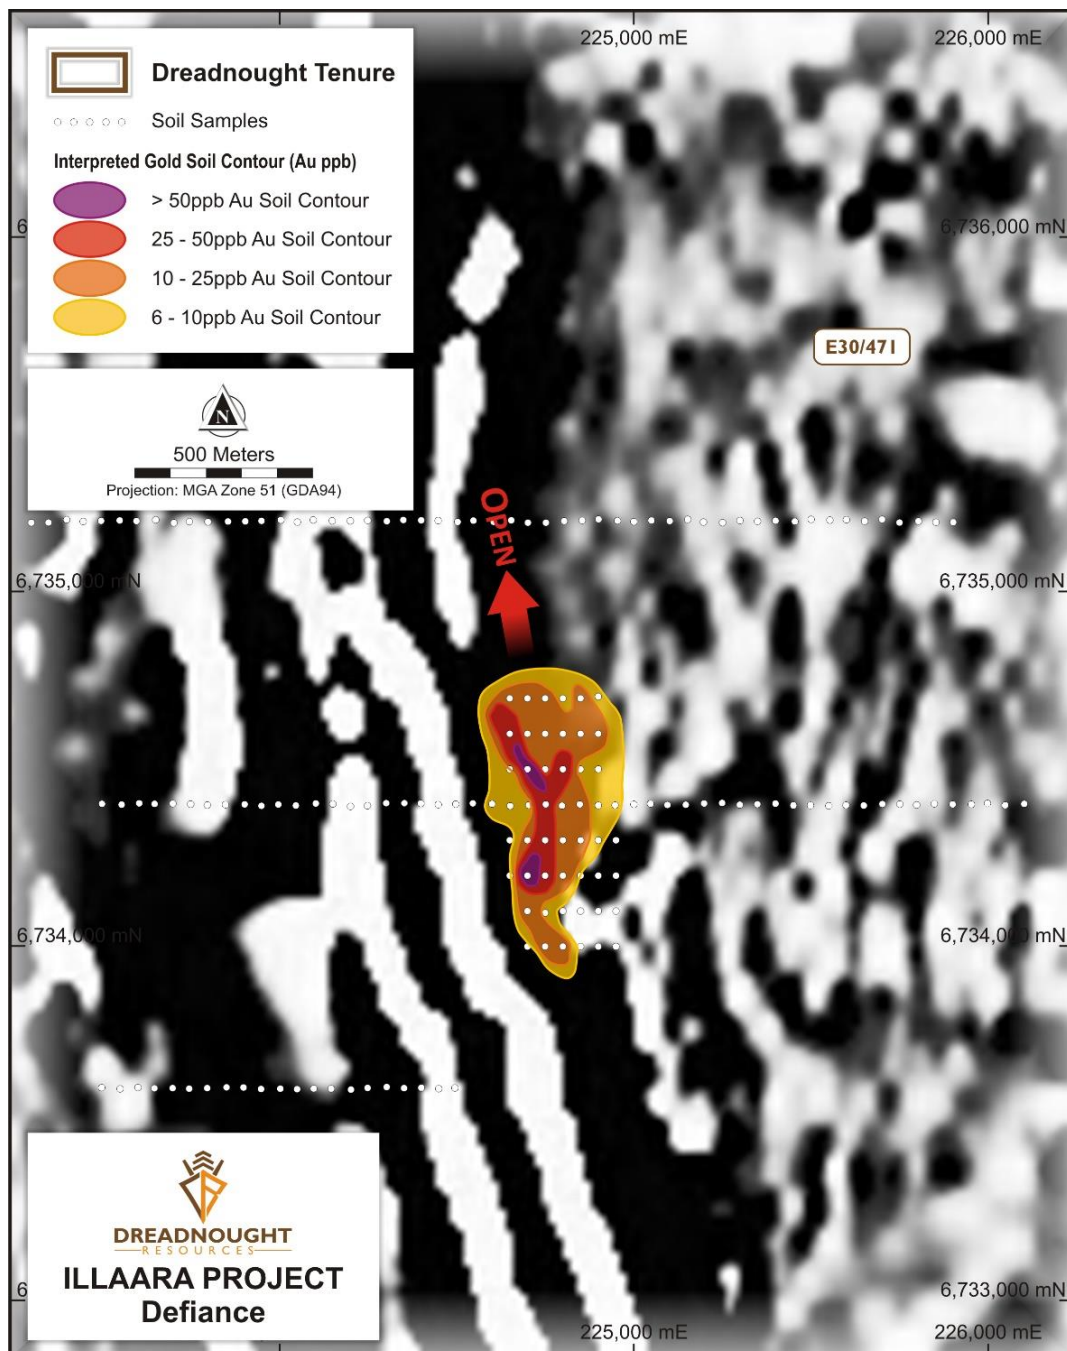 225,000 mE
226,000 mE
Dreadnought Tenure
Soil Samples
Interpreted Gold Soil Contour (Au ppb)
> 50ppb Au Soil Contour
25 - 50ppb Au Soil Contour
10 - 25ppb Au Soil Contour
6 - 10ppb Au Soil Contour
6
6,736,000 mN
E30/471
N
500 Meters
Projection: MGA Zone 51 (GDA94)
OPEN
6,735,000 mN
6,735,000 mN
6,734,000 mN
6,734,000 mN
DREADNOUGHT
RESOURCES
ILLAARA PROJECT
Defiance
6
6,733,000 mN
225,000 mE
226,000 mE